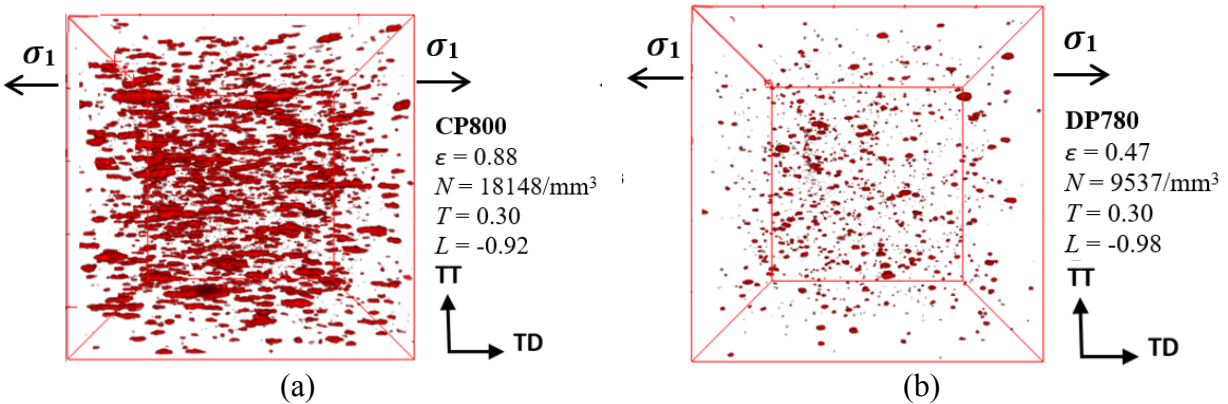 σ₁
σ₁
CP800
ε = 0.88
N = 18148/mm³
T = 0.30
L = -0.92
TT
TD
(a)
3
σ₁
σ₁
DP780
ε = 0.47
N = 9537/mm³
T = 0.30
L = -0.98
TT
TD
(b)